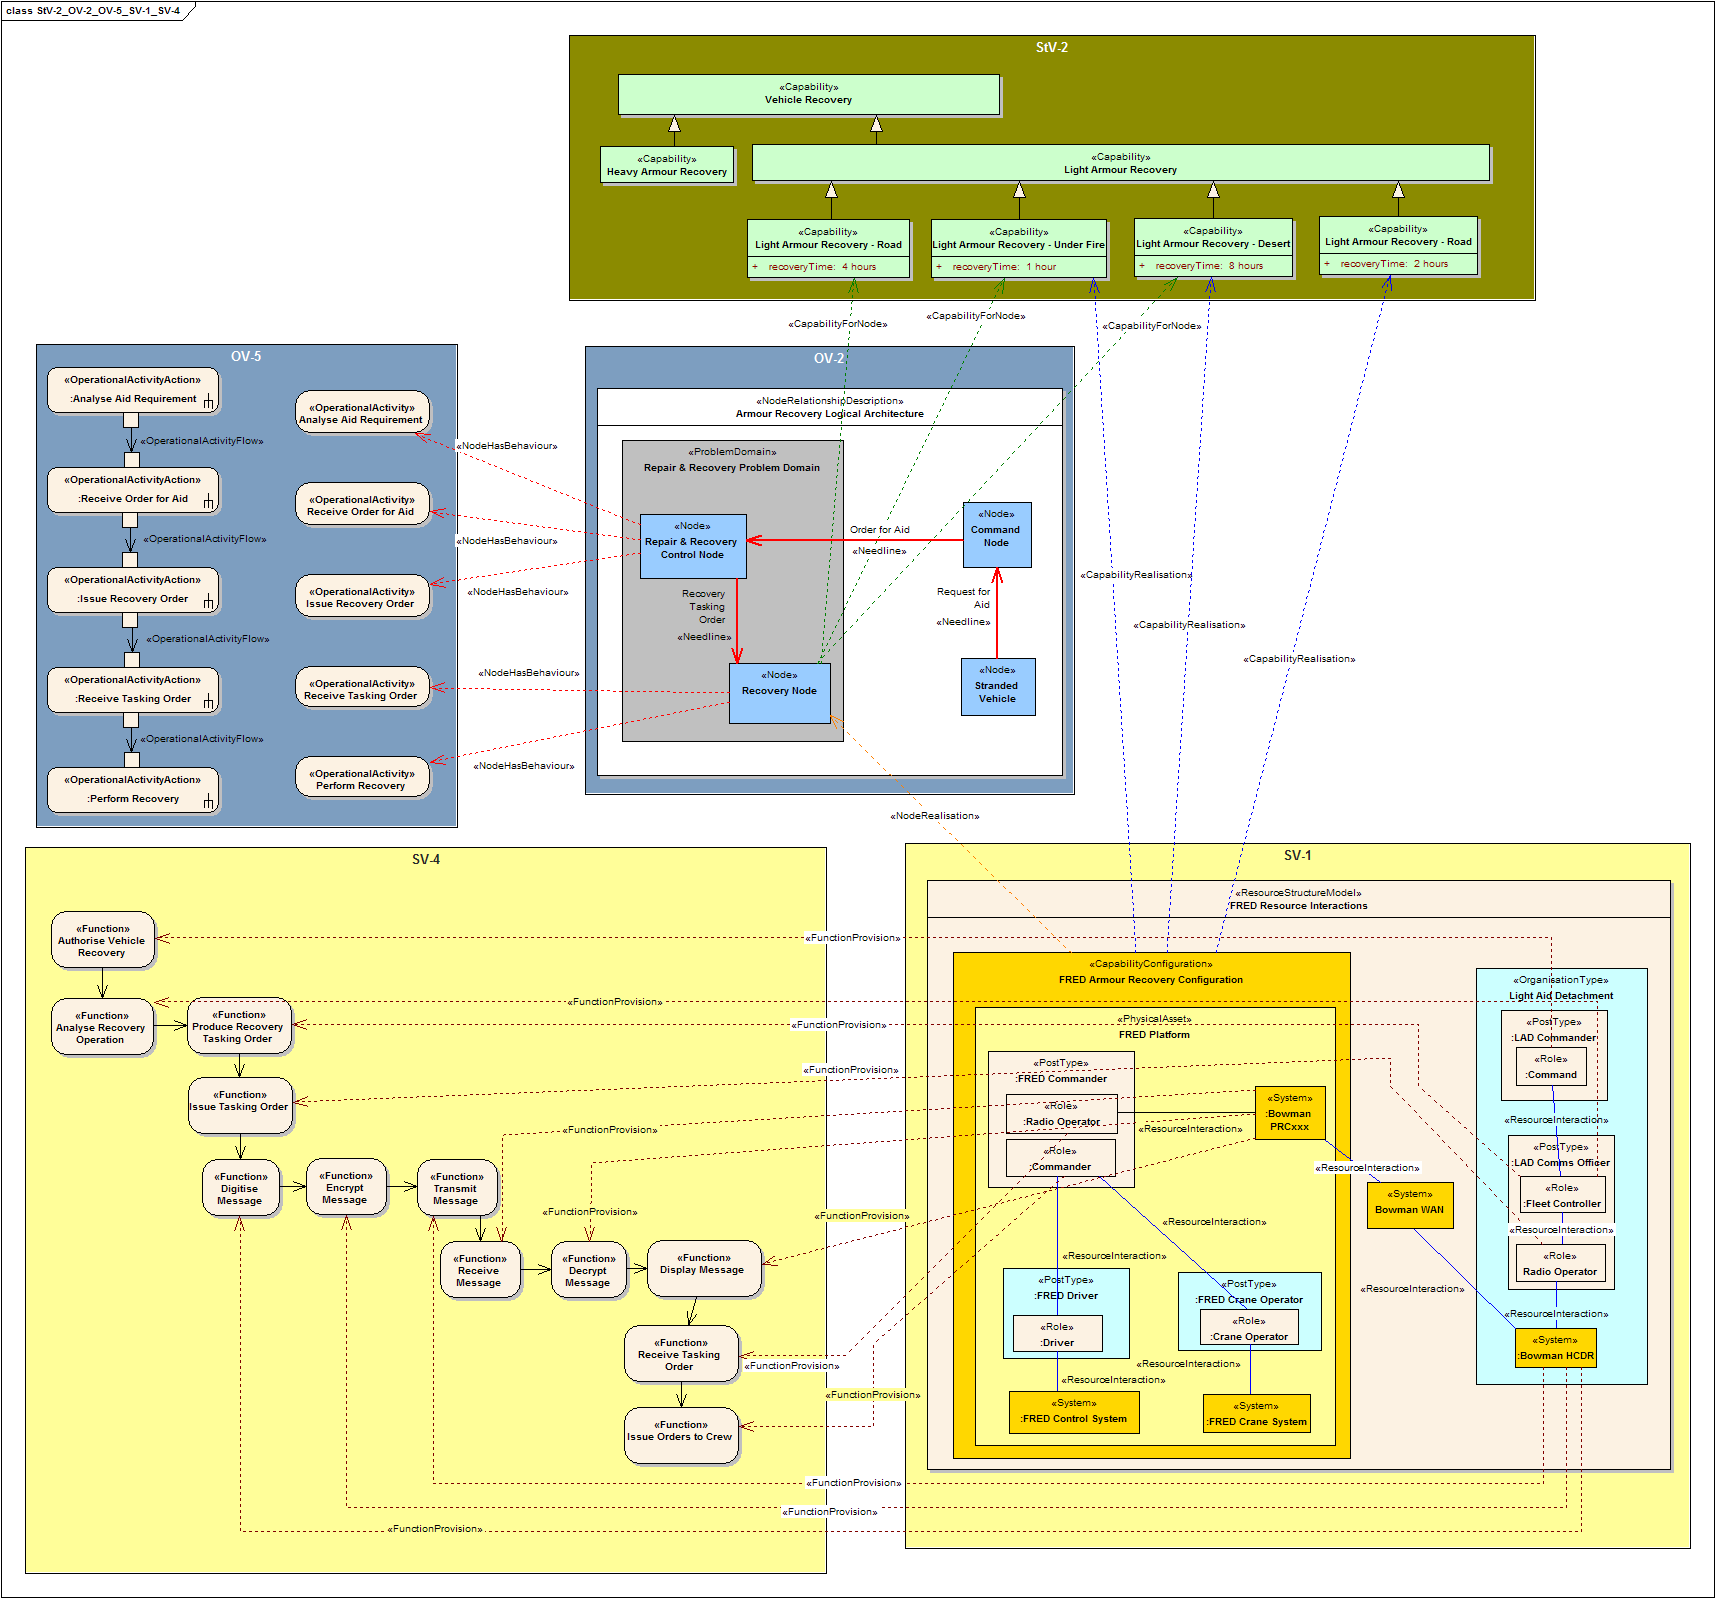 class StV-2_OV-2_OV-5_SV-1_SV-4
StV-2
«Capability»
Vehicle Recovery
«Capability»
Heavy Armour Recovery
«Capability»
Light Armour Recovery
«Capability»
Light Armour Recovery - Road
+ recoveryTime: 4 hours
«Capability»
Light Armour Recovery - Under Fire
+ recoveryTime: 1 hour
«Capability»
Light Armour Recovery - Desert
+ recoveryTime: 8 hours
«Capability»
Light Armour Recovery - Road
+ recoveryTime: 2 hours
«CapabilityForNode»
«CapabilityForNode»
«CapabilityForNode»
OV-5
«OperationalActivityAction»
:Analyse Aid Requirement
«OperationalActivityFlow»
«OperationalActivityAction»
:Receive Order for Aid
«OperationalActivityFlow»
«OperationalActivityAction»
:Issue Recovery Order
«OperationalActivityFlow»
«OperationalActivityAction»
:Receive Tasking Order
«OperationalActivityFlow»
«OperationalActivityAction»
:Perform Recovery
«OperationalActivity»
Analyse Aid Requirement
«OperationalActivity»
Receive Order for Aid
«OperationalActivity»
Issue Recovery Order
«OperationalActivity»
Receive Tasking Order
«OperationalActivity»
Perform Recovery
«NodeHasBehaviour»
«NodeHasBehaviour»
«NodeHasBehaviour»
«NodeHasBehaviour»
«NodeHasBehaviour»
OV-2
«NodeRelationshipDescription»
Armour Recovery Logical Architecture
«ProblemDomain»
Repair & Recovery Problem Domain
«Node»
Repair & Recovery
Control Node
Recovery
Tasking
Order
«Needline»
«Node»
Recovery Node
Order for Aid
«Needline»
«Node»
Command
Node
Request for
Aid
«Needline»
«Node»
Stranded
Vehicle
«CapabilityRealisation»
«CapabilityRealisation»
«CapabilityRealisation»
«NodeRealisation»
SV-4
«Function»
Authorise Vehicle
Recovery
«Function»
Analyse Recovery
Operation
«Function»
Produce Recovery
Tasking Order
«Function»
Issue Tasking Order
«Function»
Digitise
Message
«Function»
Encrypt
Message
«Function»
Transmit
Message
«Function»
Receive
Message
«Function»
Decrypt
Message
«Function»
Display Message
«Function»
Receive Tasking
Order
«Function»
Issue Orders to Crew
«FunctionProvision»
«FunctionProvision»
«FunctionProvision»
«FunctionProvision»
«FunctionProvision»
«FunctionProvision»
«FunctionProvision»
«FunctionProvision»
«FunctionProvision»
«FunctionProvision»
«FunctionProvision»
«FunctionProvision»
SV-1
«ResourceStructureModel»
FRED Resource Interactions
«CapabilityConfiguration»
FRED Armour Recovery Configuration
«PhysicalAsset»
FRED Platform
«PostType»
:FRED Commander
«Role»
:Radio Operator
«Role»
:Commander
«System»
:Bowman
PRCxxx
«ResourceInteraction»
«ResourceInteraction»
«ResourceInteraction»
«PostType»
:FRED Driver
«Role»
:Driver
«PostType»
:FRED Crane Operator
«Role»
:Crane Operator
«ResourceInteraction»
«ResourceInteraction»
«System»
:FRED Control System
«System»
:FRED Crane System
«ResourceInteraction»
«System»
Bowman WAN
«ResourceInteraction»
«OrganisationType»
Light Aid Detachment
«PostType»
:LAD Commander
«Role»
:Command
«ResourceInteraction»
«PostType»
:LAD Comms Officer
«Role»
:Fleet Controller
«ResourceInteraction»
«Role»
Radio Operator
«ResourceInteraction»
«System»
:Bowman HCDR